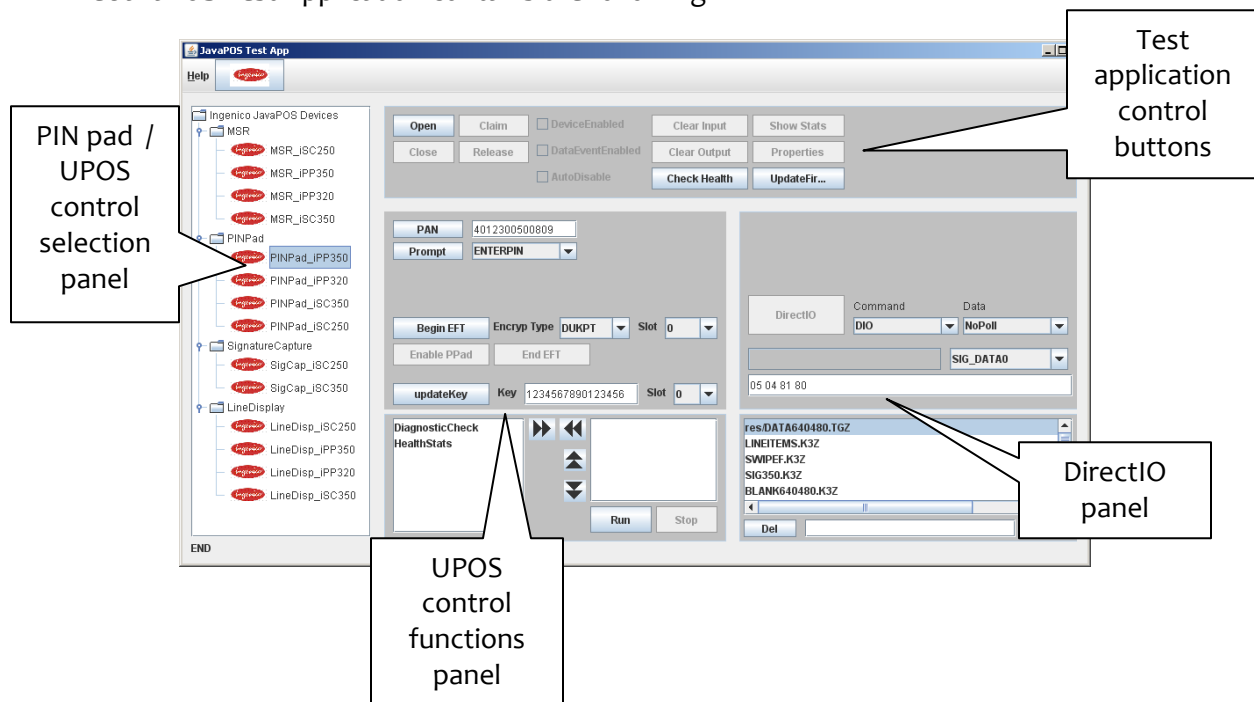 JavaPOS Test App
Help
ingenico
Ingenico JavaPOS Devices
MSR
MSR_iSC250
MSR_iPP350
MSR_iPP320
MSR_iSC350
PINPad
PINPad_iPP350
PINPad_iPP320
PINPad_iSC350
PINPad_iSC250
SignatureCapture
SigCap_iSC250
SigCap_iSC350
LineDisplay
LineDisp_iSC250
LineDisp_iPP350
LineDisp_iPP320
LineDisp_iSC350
END
Open Claim DeviceEnabled Clear Input Show Stats
Close Release DataEventEnabled Clear Output Properties
AutoDisable Check Health UpdateFir...
PAN 4012300500809
Prompt ENTERPIN
Begin EFT Encryp Type DUKPT Slot 0
Enable PPad End EFT
updateKey Key 1234567890123456 Slot 0
Command Data
DirectIO DIO NoPoll
SIG_DATA0
05 04 81 80
DiagnosticCheck
HealthStats
Run Stop
res/DATA640480.TGZ
LINEITEMS.K3Z
SWIPEF.K3Z
SIG350.K3Z
BLANK640480.K3Z
Del
PIN pad /
UPOS
control
selection
panel
Test
application
control
buttons
DirectIO
panel
UPOS
control
functions
panel